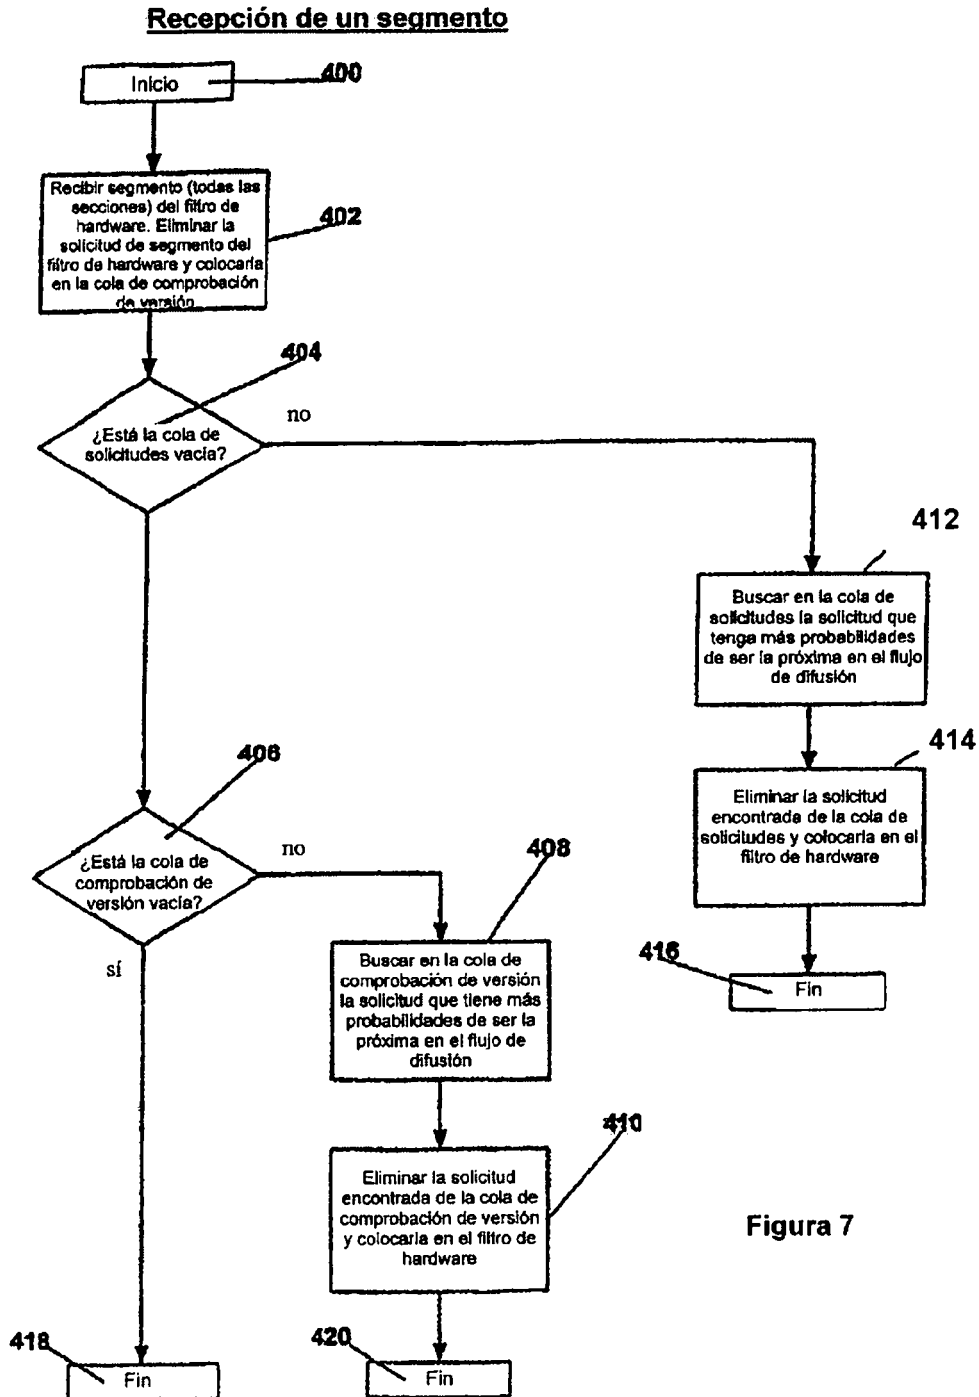 Recepción de un segmento
Inicio
400
Recibir segmento (todas las
secciones) del filtro de
hardware. Eliminar la
solicitud de segmento del
filtro de hardware y colocarla
en la cola de comprobación
de versión
402
404
¿Está la cola de
solicitudes vacía?
no
412
Buscar en la cola de
solicitudes la solicitud que
tenga más probabilidades
de ser la próxima en el flujo
de difusión
414
Eliminar la solicitud
encontrada de la cola de
solicitudes y colocarla en el
filtro de hardware
416
Fin
406
¿Está la cola de
comprobación de
versión vacía?
no
sí
408
Buscar en la cola de
comprobación de versión
la solicitud que tiene más
probabilidades de ser la
próxima en el flujo de
difusión
410
Eliminar la solicitud
encontrada de la cola de
comprobación de versión
y colocarla en el filtro de
hardware
Figura 7
418
Fin
420
Fin